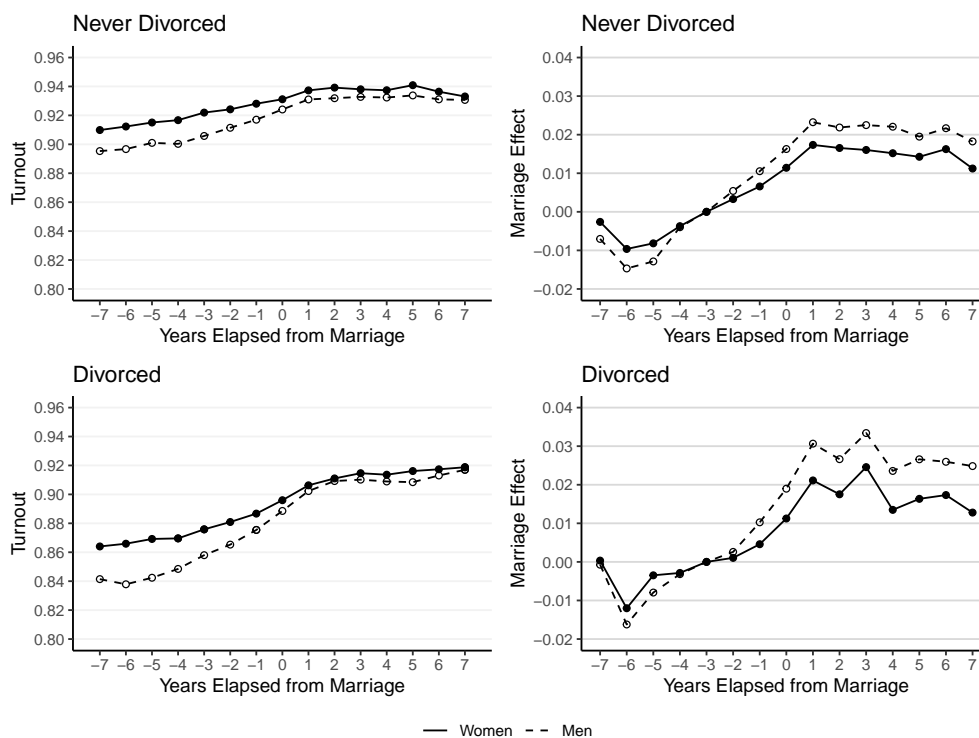 Never Divorced
Turnout
0.96
0.94
0.92
0.90
0.88
0.86
0.84
0.82
0.80
−7 −6 −5 −4 −3 −2 −1 0 1 2 3 4 5 6 7
Years Elapsed from Marriage
Never Divorced
Marriage Effect
0.04
0.03
0.02
0.01
0.00
−0.01
−0.02
−7 −6 −5 −4 −3 −2 −1 0 1 2 3 4 5 6 7
Years Elapsed from Marriage
Divorced
Turnout
0.96
0.94
0.92
0.90
0.88
0.86
0.84
0.82
0.80
−7 −6 −5 −4 −3 −2 −1 0 1 2 3 4 5 6 7
Years Elapsed from Marriage
Divorced
Marriage Effect
0.04
0.03
0.02
0.01
0.00
−0.01
−0.02
−7 −6 −5 −4 −3 −2 −1 0 1 2 3 4 5 6 7
Years Elapsed from Marriage
Women Men